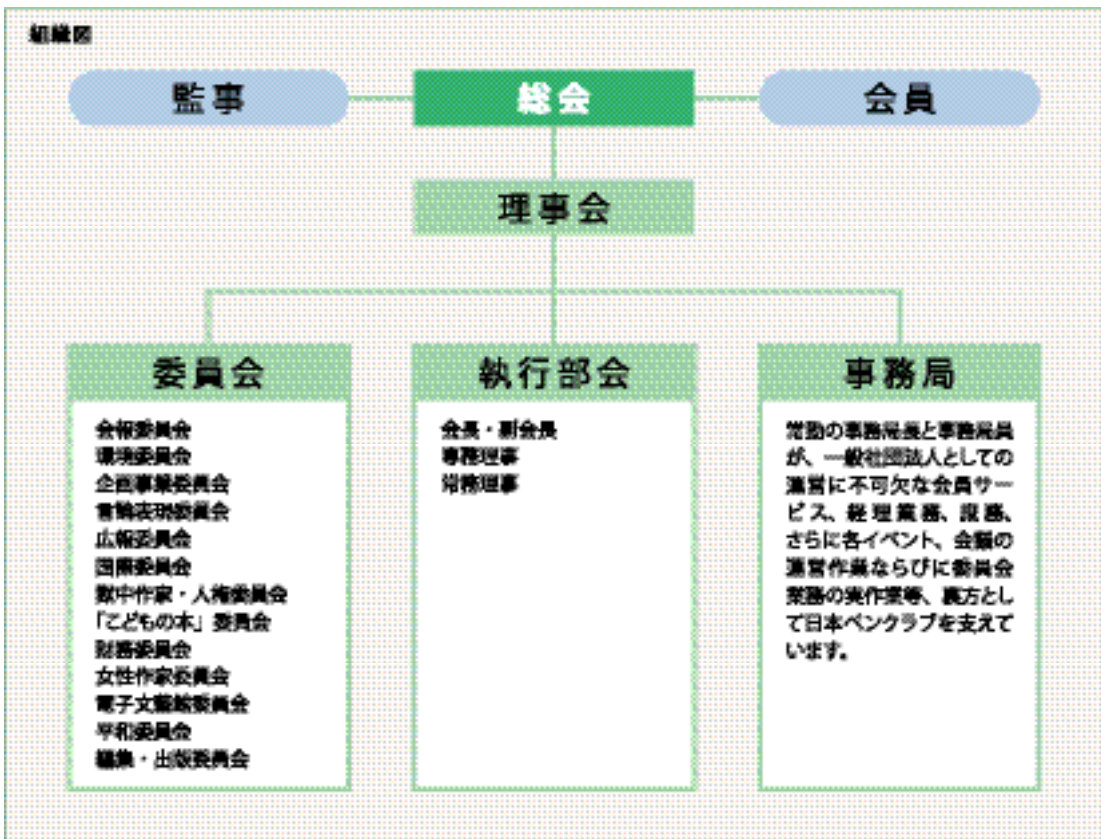 組織図
監事
総会
会員
理事会
委員会
会報委員会
環境委員会
企画事業委員会
言論表現委員会
広報委員会
国際委員会
獄中作家・人権委員会
「こどもの本」委員会
財務委員会
女性作家委員会
電子文藝館委員会
平和委員会
編集・出版委員会
執行部会
会長・副会長
専務理事
常務理事
事務局
常勤の事務局長と事務局員
が、一般社団法人としての
運営に不可欠な会員サー
ビス、経理業務、庶務、
さらに各イベント、会議の
運営作業ならびに委員会
業務の実作業等、裏方とし
て日本ペンクラブを支えて
います。